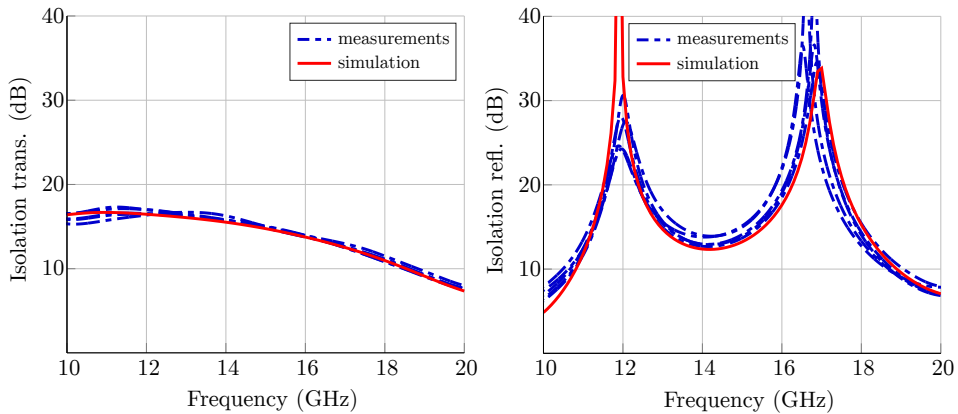 40
30
20
10
Isolation trans. (dB)
measurements
simulation
10 12 14 16 18 20
Frequency (GHz)
40
30
20
10
Isolation refl. (dB)
measurements
simulation
10 12 14 16 18 20
Frequency (GHz)